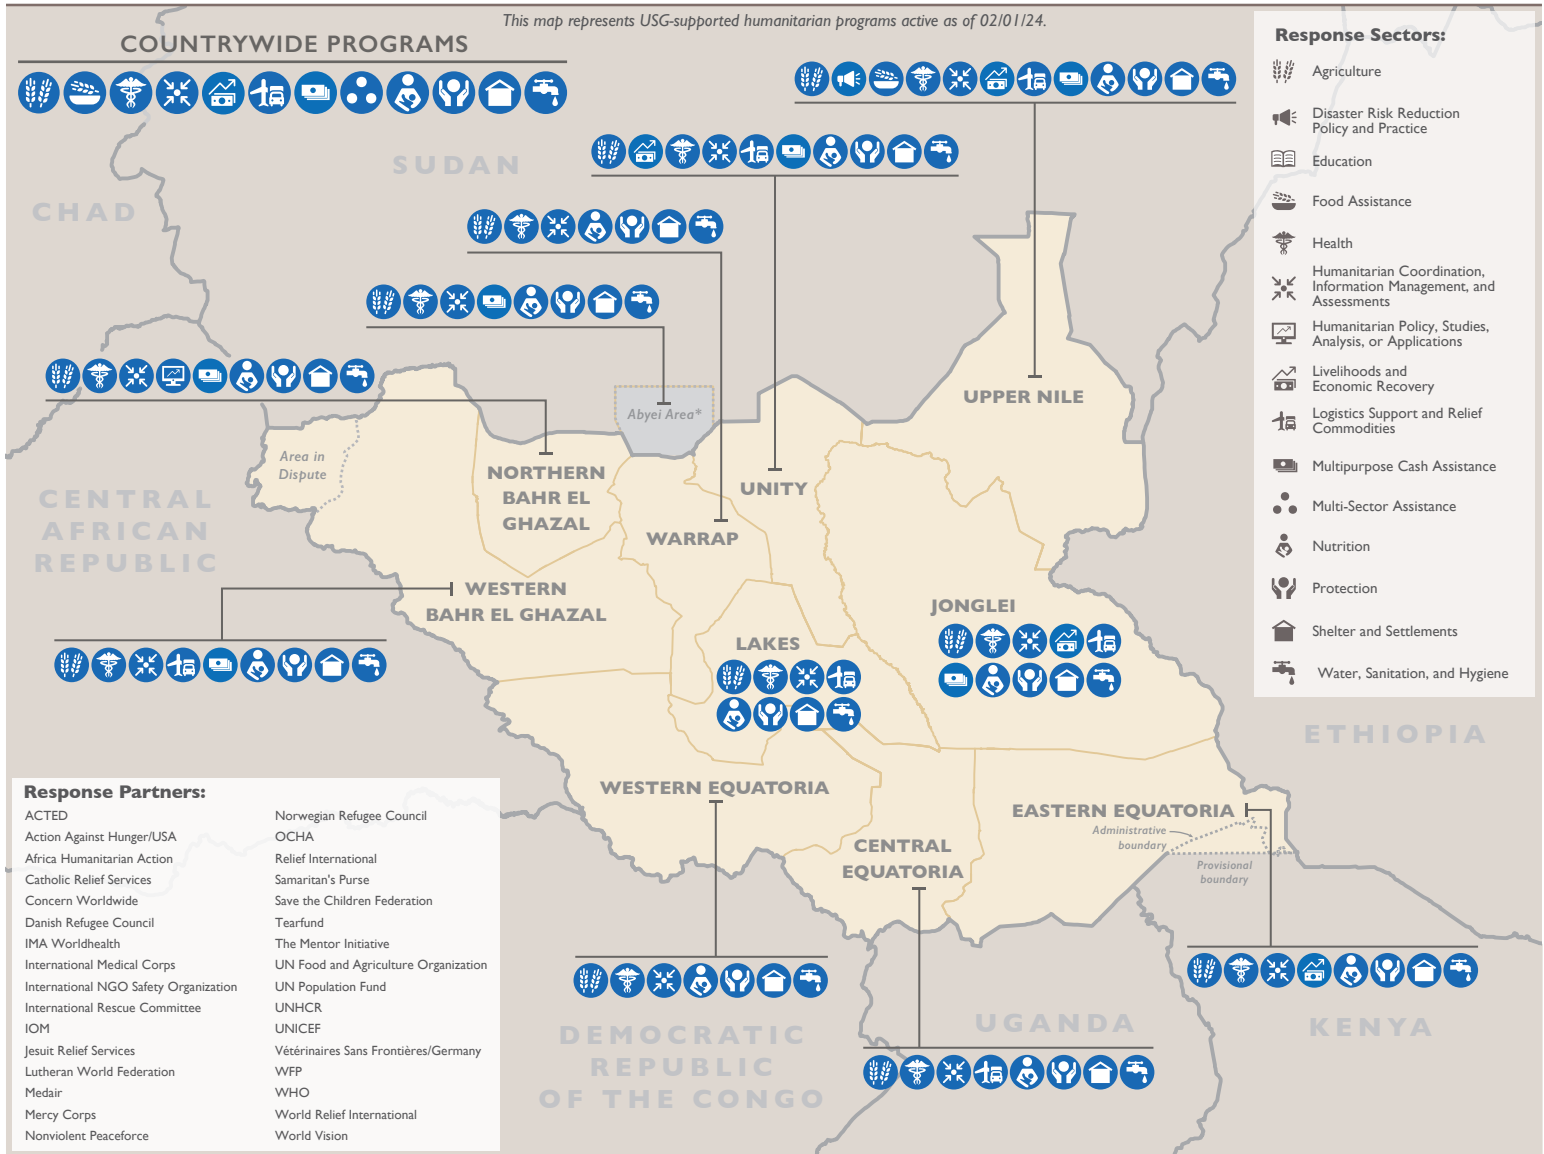 This map represents USG-supported humanitarian programs active as of 02/01/24.
COUNTRYWIDE PROGRAMS
Response Sectors:
Agriculture
Disaster Risk Reduction
Policy and Practice
Education
Food Assistance
Health
Humanitarian Coordination,
Information Management, and
Assessments
Humanitarian Policy, Studies,
Analysis, or Applications
Livelihoods and
Economic Recovery
Logistics Support and Relief
Commodities
Multipurpose Cash Assistance
Multi-Sector Assistance
Nutrition
Protection
Shelter and Settlements
Water, Sanitation, and Hygiene
SUDAN
CHAD
UPPER NILE
Abyei Area*
Area in
Dispute
NORTHERN
BAHR EL
GHAZAL
UNITY
WARRAP
CENTRAL
AFRICAN
REPUBLIC
WESTERN
BAHR EL GHAZAL
JONGLEI
LAKES
ETHIOPIA
WESTERN EQUATORIA
EASTERN EQUATORIA
Administrative
boundary
Provisional
boundary
CENTRAL
EQUATORIA
DEMOCRATIC
REPUBLIC
OF THE CONGO
UGANDA
KENYA
Response Partners:
ACTED
Action Against Hunger/USA
Africa Humanitarian Action
Catholic Relief Services
Concern Worldwide
Danish Refugee Council
IMA Worldhealth
International Medical Corps
International NGO Safety Organization
International Rescue Committee
IOM
Jesuit Relief Services
Lutheran World Federation
Medair
Mercy Corps
Nonviolent Peaceforce
Norwegian Refugee Council
OCHA
Relief International
Samaritan's Purse
Save the Children Federation
Tearfund
The Mentor Initiative
UN Food and Agriculture Organization
UN Population Fund
UNHCR
UNICEF
Vétérinaires Sans Frontières/Germany
WFP
WHO
World Relief International
World Vision